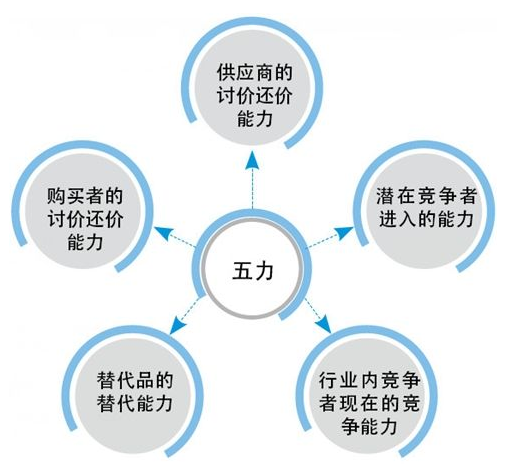 供应商的
讨价还价
能力
购买者的
讨价还价
能力
潜在竞争者
进入的能力
五力
替代品的
替代能力
行业内竞争
者现在的竞
争能力